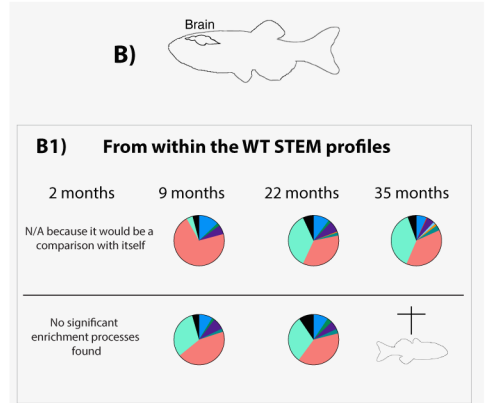 Brain
B)
B1) From within the WT STEM profiles
2 months 9 months 22 months 35 months
N/A because it would be a
comparison with itself
No significant
enrichment processes
found